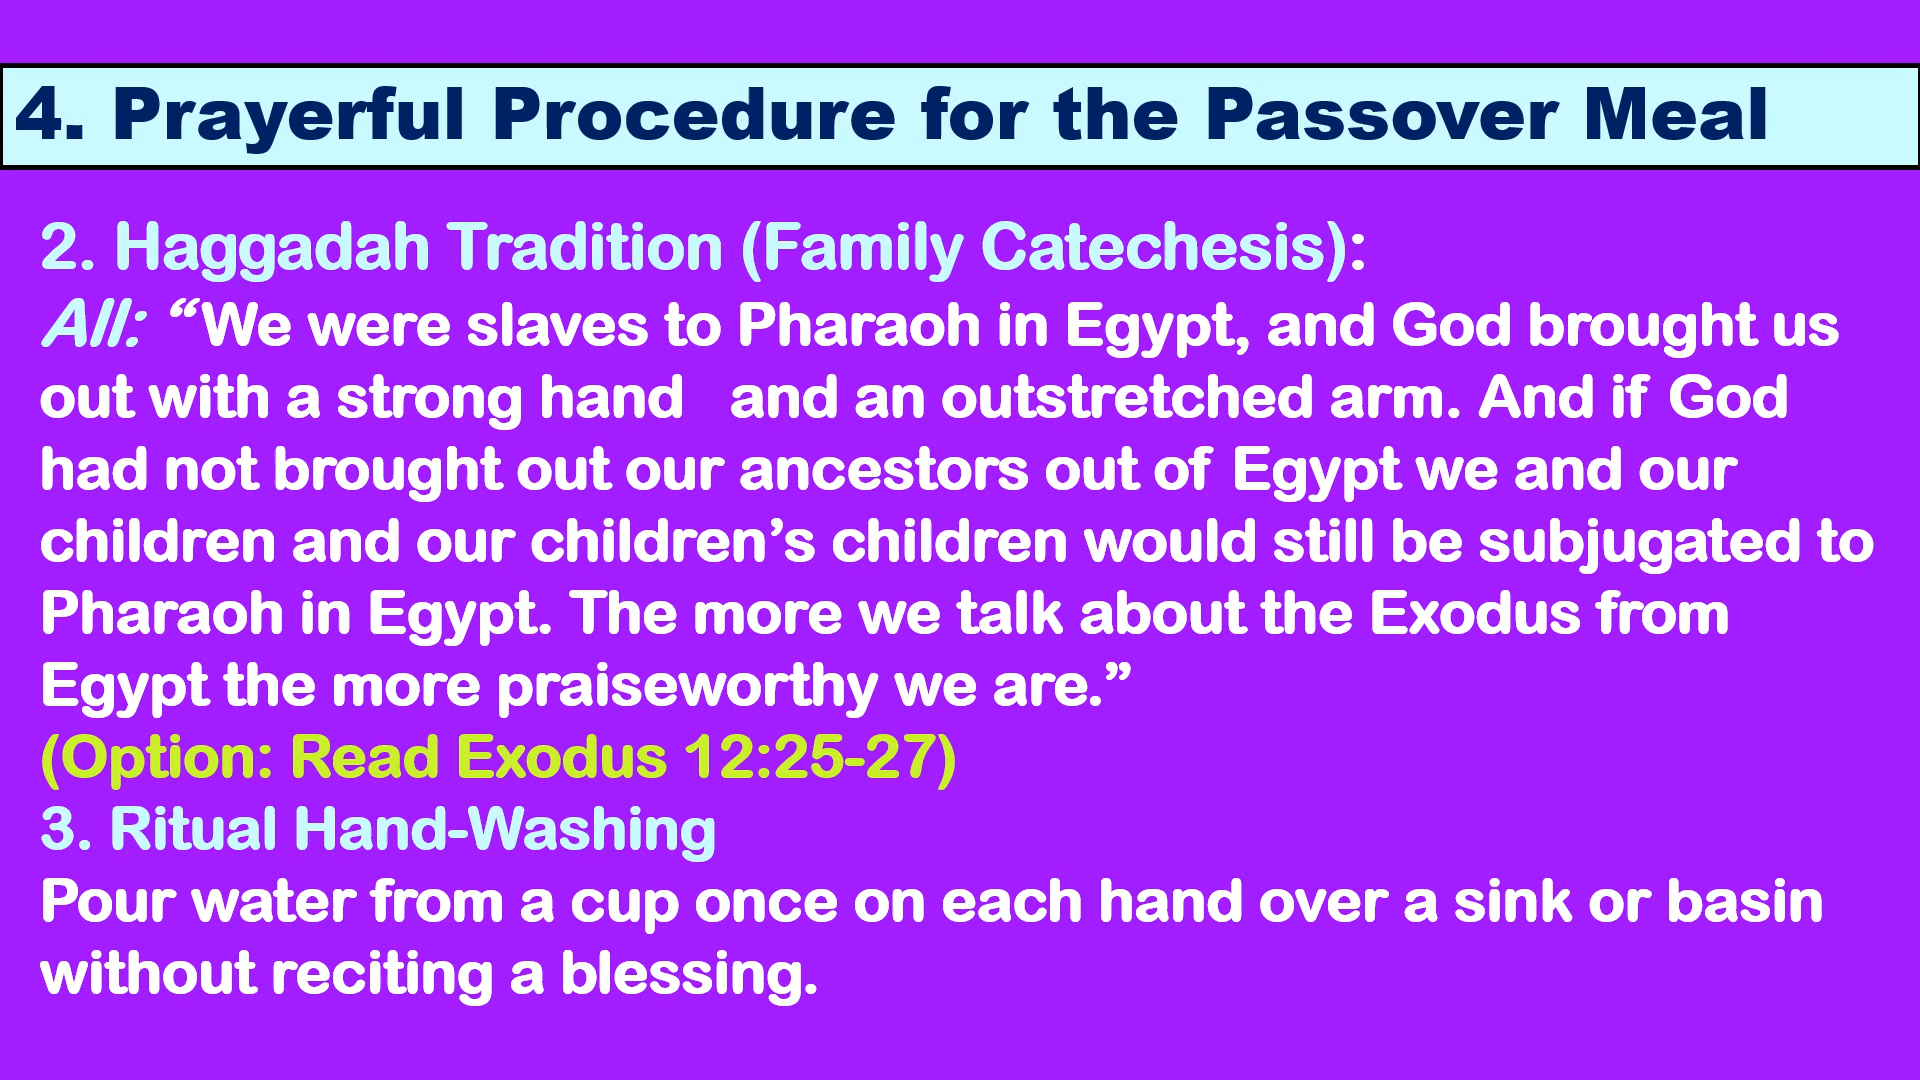 4. Prayerful Procedure for the Passover Meal
2. Haggadah Tradition (Family Catechesis):
All: “We were slaves to Pharaoh in Egypt, and God brought us
out with a strong hand   and an outstretched arm. And if God
had not brought out our ancestors out of Egypt we and our
children and our children’s children would still be subjugated to
Pharaoh in Egypt. The more we talk about the Exodus from
Egypt the more praiseworthy we are.”
(Option: Read Exodus 12:25-27)
3. Ritual Hand-Washing
Pour water from a cup once on each hand over a sink or basin
without reciting a blessing.